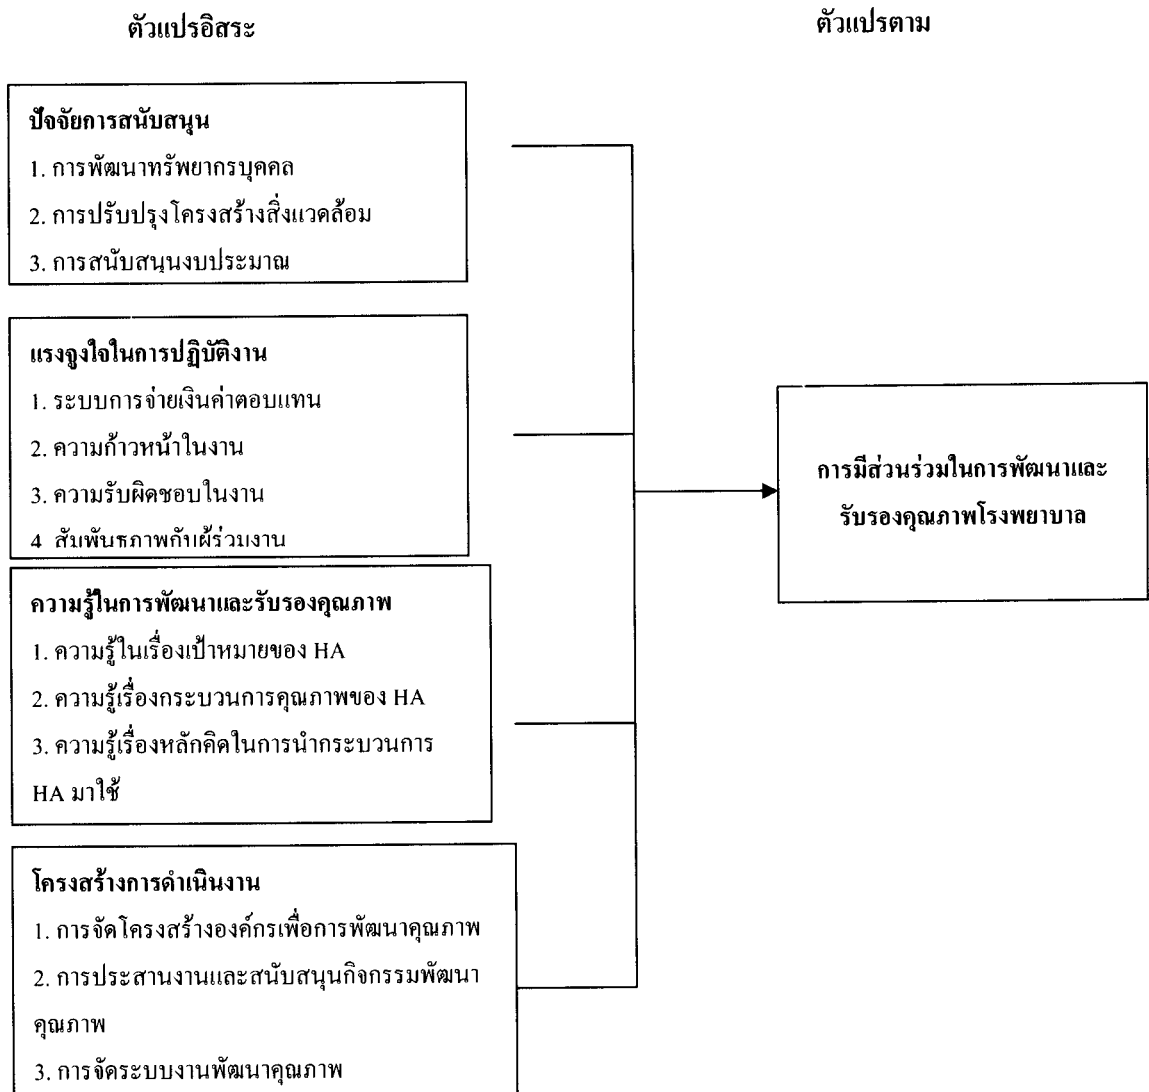 ตัวแปรอิสระ
ตัวแปรตาม
ปัจจัยการสนับสนุน
1. การพัฒนาทรัพยากรบุคคล
2. การปรับปรุงโครงสร้างสิ่งแวดล้อม
3. การสนับสนุนงบประมาณ
แรงจูงใจในการปฏิบัติงาน
1. ระบบการจ่ายเงินค่าตอบแทน
2. ความก้าวหน้าในงาน
3. ความรับผิดชอบในงาน
4 สัมพันธภาพกับผู้ร่วมงาน
ความรู้ในการพัฒนาและรับรองคุณภาพ
1. ความรู้ในเรื่องเป้าหมายของ HA
2. ความรู้เรื่องกระบวนการคุณภาพของ HA
3. ความรู้เรื่องหลักคิดในการนำกระบวนการ
HA มาใช้
โครงสร้างการดำเนินงาน
1. การจัดโครงสร้างองค์กรเพื่อการพัฒนาคุณภาพ
2. การประสานงานและสนับสนุนกิจกรรมพัฒนา
คุณภาพ
3. การจัดระบบงานพัฒนาคุณภาพ
การมีส่วนร่วมในการพัฒนาและ
รับรองคุณภาพโรงพยาบาล